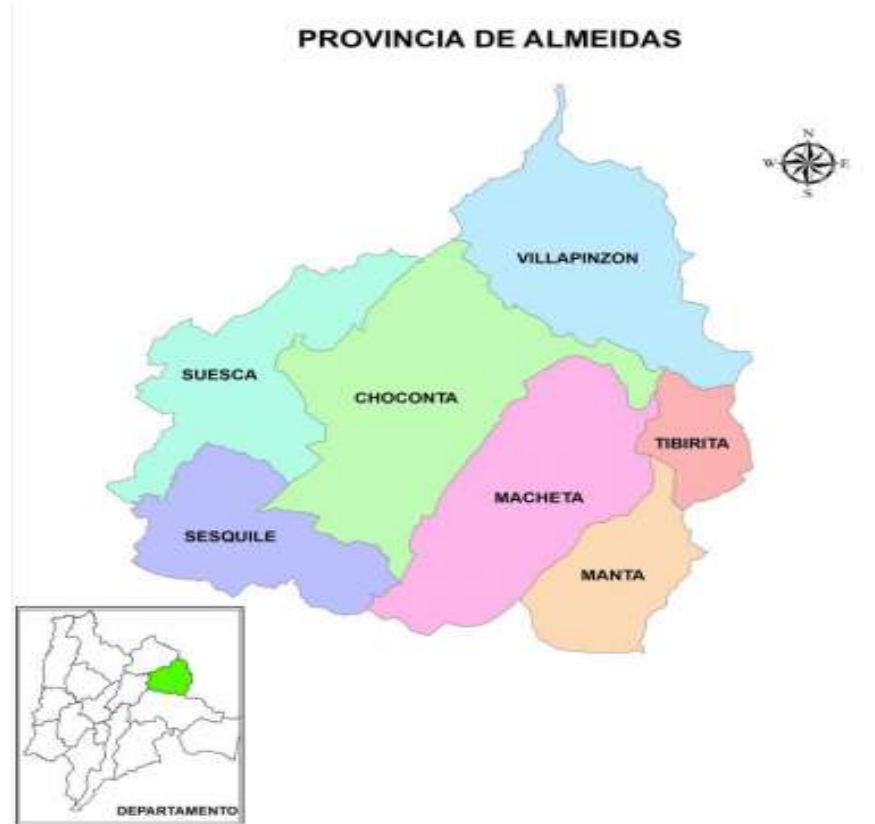 PROVINCIA DE ALMEIDAS
N
W E
S
VILLAPINZON
SUESCA
CHOCONTA
TIBIRITA
MACHETA
SESQUILE
MANTA
DEPARTAMENTO